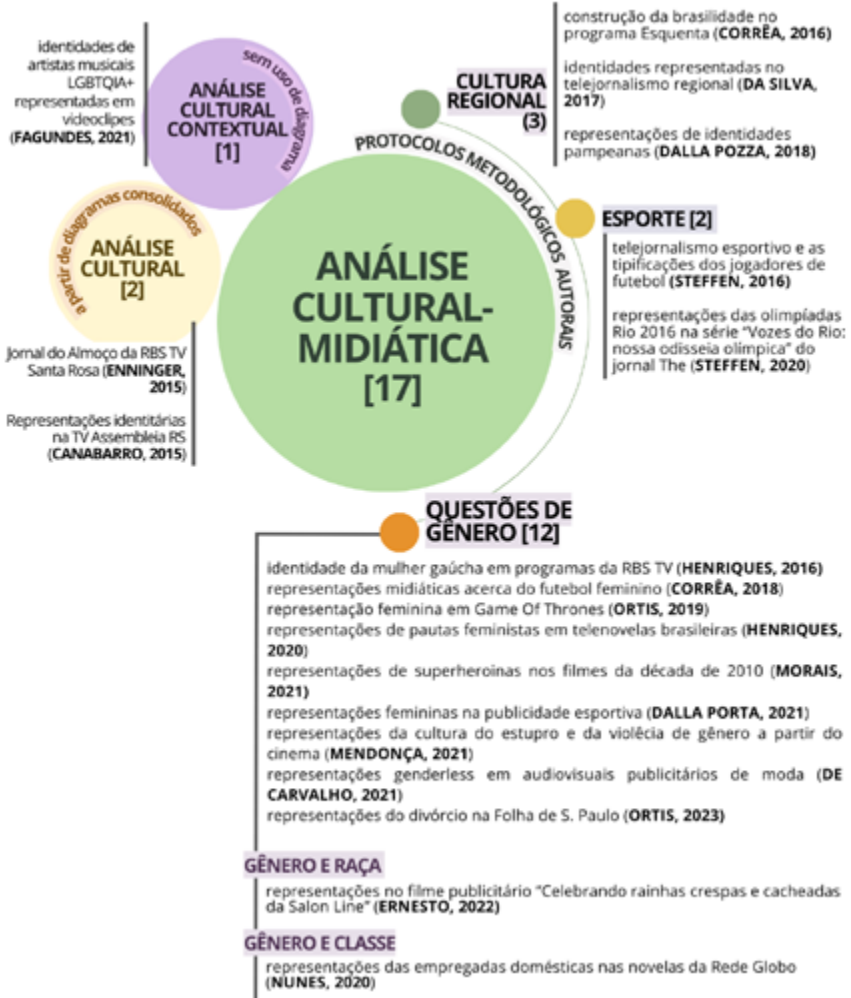 identidades de
artistas musicais
LGBTQIA+
representadas em
videoclipes
(FAGUNDES, 2021)
ANÁLISE
CULTURAL
CONTEXTUAL
[1]
sem uso de diagrama
a partir de diagramas consolidados
ANÁLISE
CULTURAL
[2]
Jornal do Almoço da RBS TV
Santa Rosa (ENNINGER,
2015)
Representações identitárias
na TV Assembleia RS
(CANABARRO, 2015)
ANÁLISE
CULTURAL-
MIDIÁTICA
[17]
PROTOCOLOS METODOLÓGICOS AUTORAIS
CULTURA
REGIONAL
(3)
construção da brasilidade no
programa Esquenta (CORRÊA, 2016)
identidades representadas no
telejornalismo regional (DA SILVA,
2017)
representações de identidades
pampeanas (DALLA POZZA, 2018)
ESPORTE [2]
telejornalismo esportivo e as
tipificações dos jogadores de
futebol (STEFFEN, 2016)
representações das olimpíadas
Rio 2016 na série “Vozes do Rio:
nossa odisseia olímpica” do
jornal The (STEFFEN, 2020)
QUESTÕES DE
GÊNERO [12]
identidade da mulher gaúcha em programas da RBS TV (HENRIQUES, 2016)
representações midiáticas acerca do futebol feminino (CORRÊA, 2018)
representação feminina em Game Of Thrones (ORTIS, 2019)
representações de pautas feministas em telenovelas brasileiras (HENRIQUES,
2020)
representações de superheroinas nos filmes da década de 2010 (MORAIS,
2021)
representações femininas na publicidade esportiva (DALLA PORTA, 2021)
representações da cultura do estupro e da violêcia de gênero a partir do
cinema (MENDONÇA, 2021)
representações genderless em audiovisuais publicitários de moda (DE
CARVALHO, 2021)
representações do divórcio na Folha de S. Paulo (ORTIS, 2023)
GÊNERO E RAÇA
representações no filme publicitário “Celebrando rainhas crespas e cacheadas
da Salon Line” (ERNESTO, 2022)
GÊNERO E CLASSE
representações das empregadas domésticas nas novelas da Rede Globo
(NUNES, 2020)